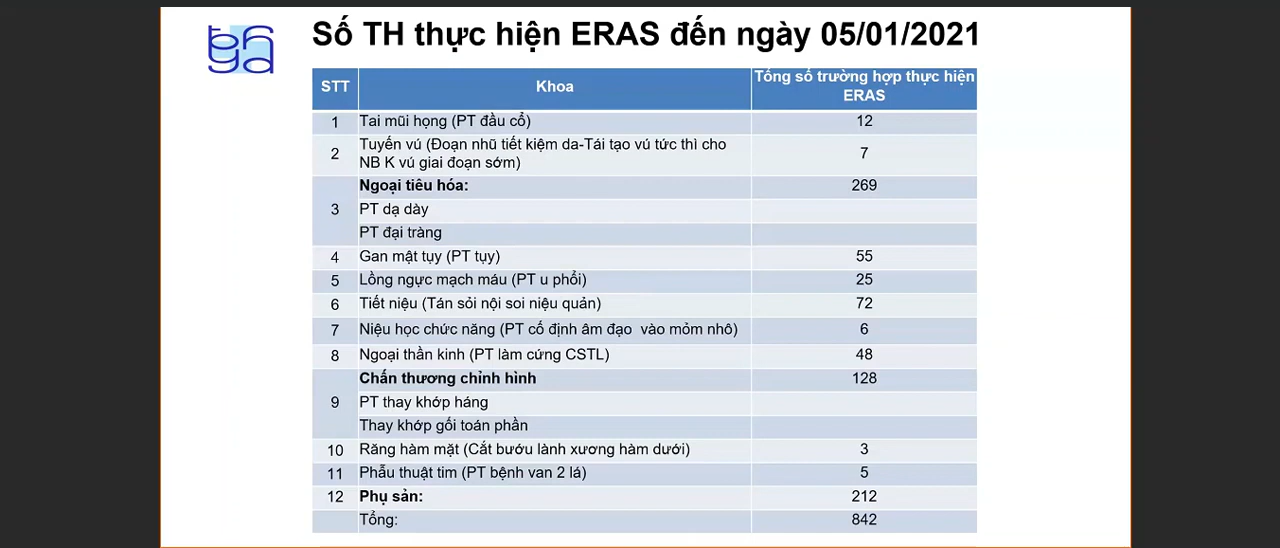 bh
yd
Số TH thực hiện ERAS đến ngày 05/01/2021
STT Khoa Tổng số trường hợp thực hiện
ERAS
1 Tai mũi họng (PT đầu cổ) 12
2 Tuyến vú (Đoạn nhũ tiết kiệm da-Tái tạo vú tức thì cho
NB K vú giai đoạn sớm) 7
Ngoại tiêu hóa: 269
3 PT dạ dày
PT đại tràng
4 Gan mật tụy (PT tụy) 55
5 Lồng ngực mạch máu (PT u phổi) 25
6 Tiết niệu (Tán sỏi nội soi niệu quản) 72
7 Niệu học chức năng (PT cố định âm đạo vào mỏm nhô) 6
8 Ngoại thần kinh (PT làm cứng CSTL) 48
Chấn thương chỉnh hình 128
9 PT thay khớp háng
Thay khớp gối toán phần
10 Răng hàm mặt (Cắt bướu lành xương hàm dưới) 3
11 Phẫu thuật tim (PT bệnh van 2 lá) 5
12 Phụ sản: 212
Tổng: 842